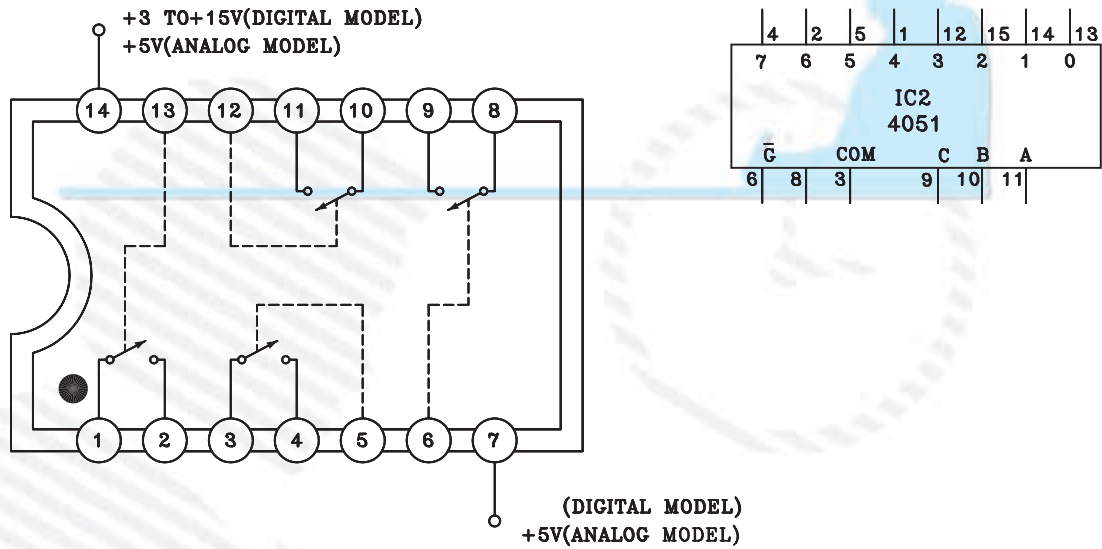 +3 TO+15V(DIGITAL MODEL)
+5V(ANALOG MODEL)
14 13 12 11 10 9 8
1 2 3 4 5 6 7
(DIGITAL MODEL)
+5V(ANALOG MODEL)
4 2 5 1 12 15 14 13
7 6 5 4 3 2 1 0
IC2
4051
G̅ COM C B A
6 8 3 9 10 11